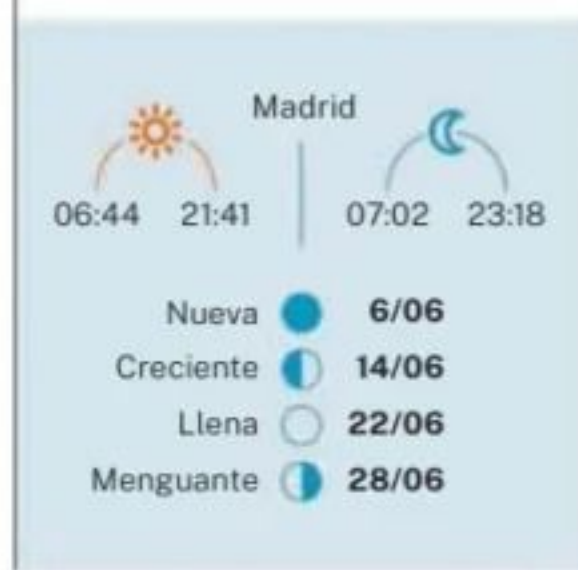 Madrid
06:44 21:41 07:02 23:18
Nueva 6/06
Creciente 14/06
Llena 22/06
Menguante 28/06